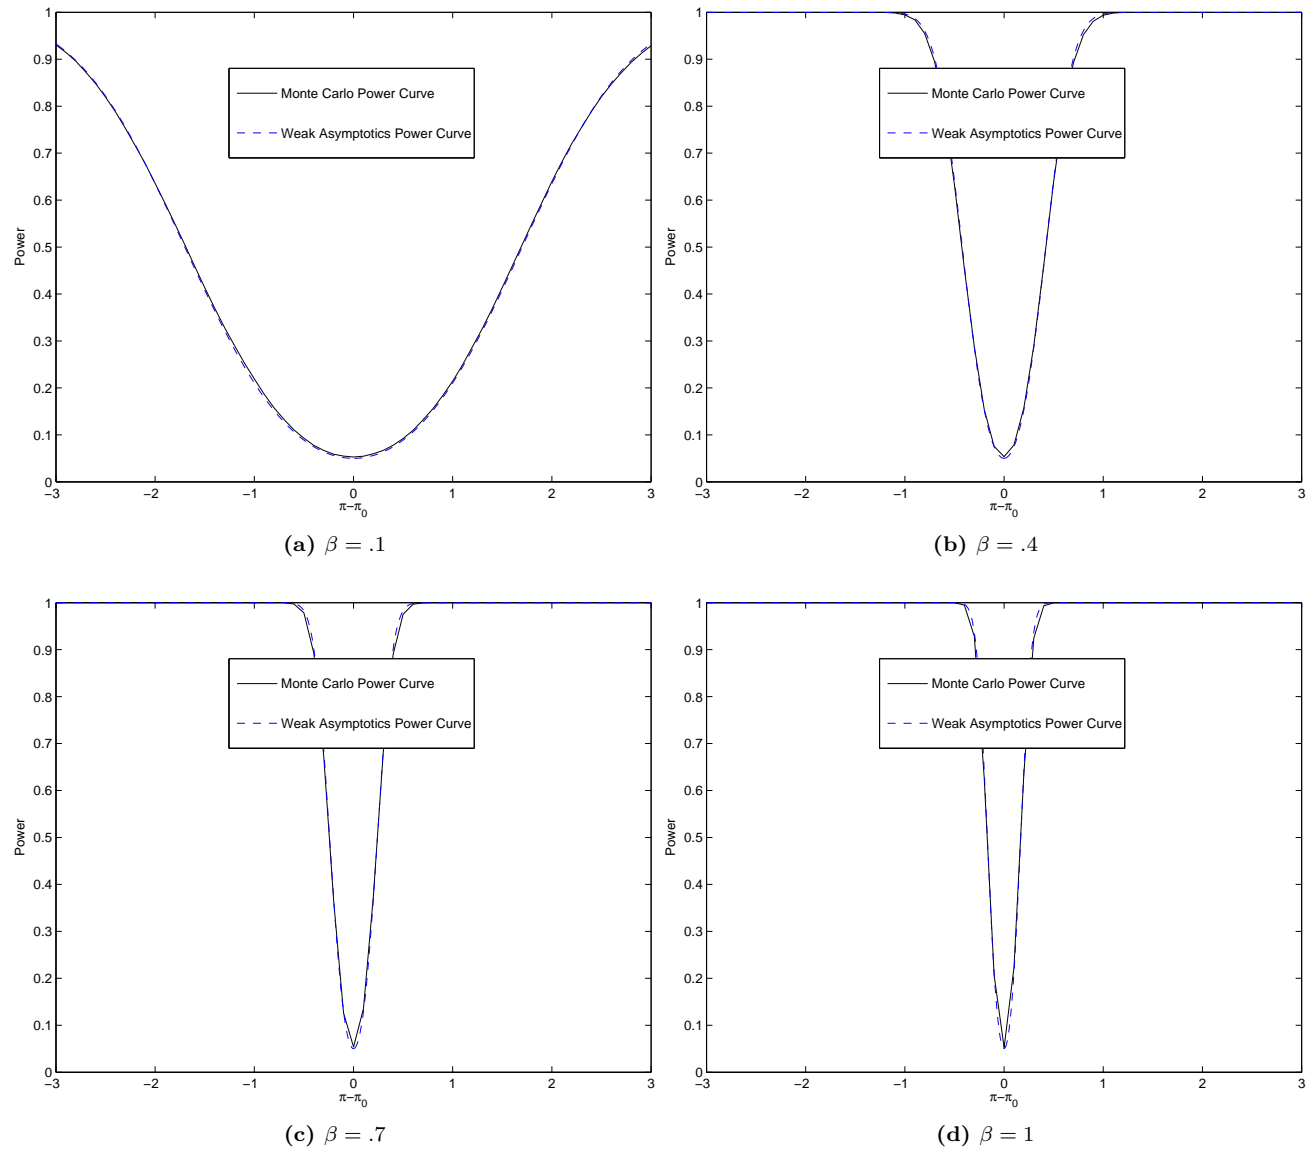 1
0.9
0.8
0.7
0.6
0.5
0.4
0.3
0.2
0.1
0
Power
Monte Carlo Power Curve
Weak Asymptotics Power Curve
−3 −2 −1 0 1 2 3
π−π0
(a) β = .1
1
0.9
0.8
0.7
0.6
0.5
0.4
0.3
0.2
0.1
0
Power
Monte Carlo Power Curve
Weak Asymptotics Power Curve
−3 −2 −1 0 1 2 3
π−π0
(b) β = .4
1
0.9
0.8
0.7
0.6
0.5
0.4
0.3
0.2
0.1
0
Power
Monte Carlo Power Curve
Weak Asymptotics Power Curve
−3 −2 −1 0 1 2 3
π−π0
(c) β = .7
1
0.9
0.8
0.7
0.6
0.5
0.4
0.3
0.2
0.1
0
Power
Monte Carlo Power Curve
Weak Asymptotics Power Curve
−3 −2 −1 0 1 2 3
π−π0
(d) β = 1